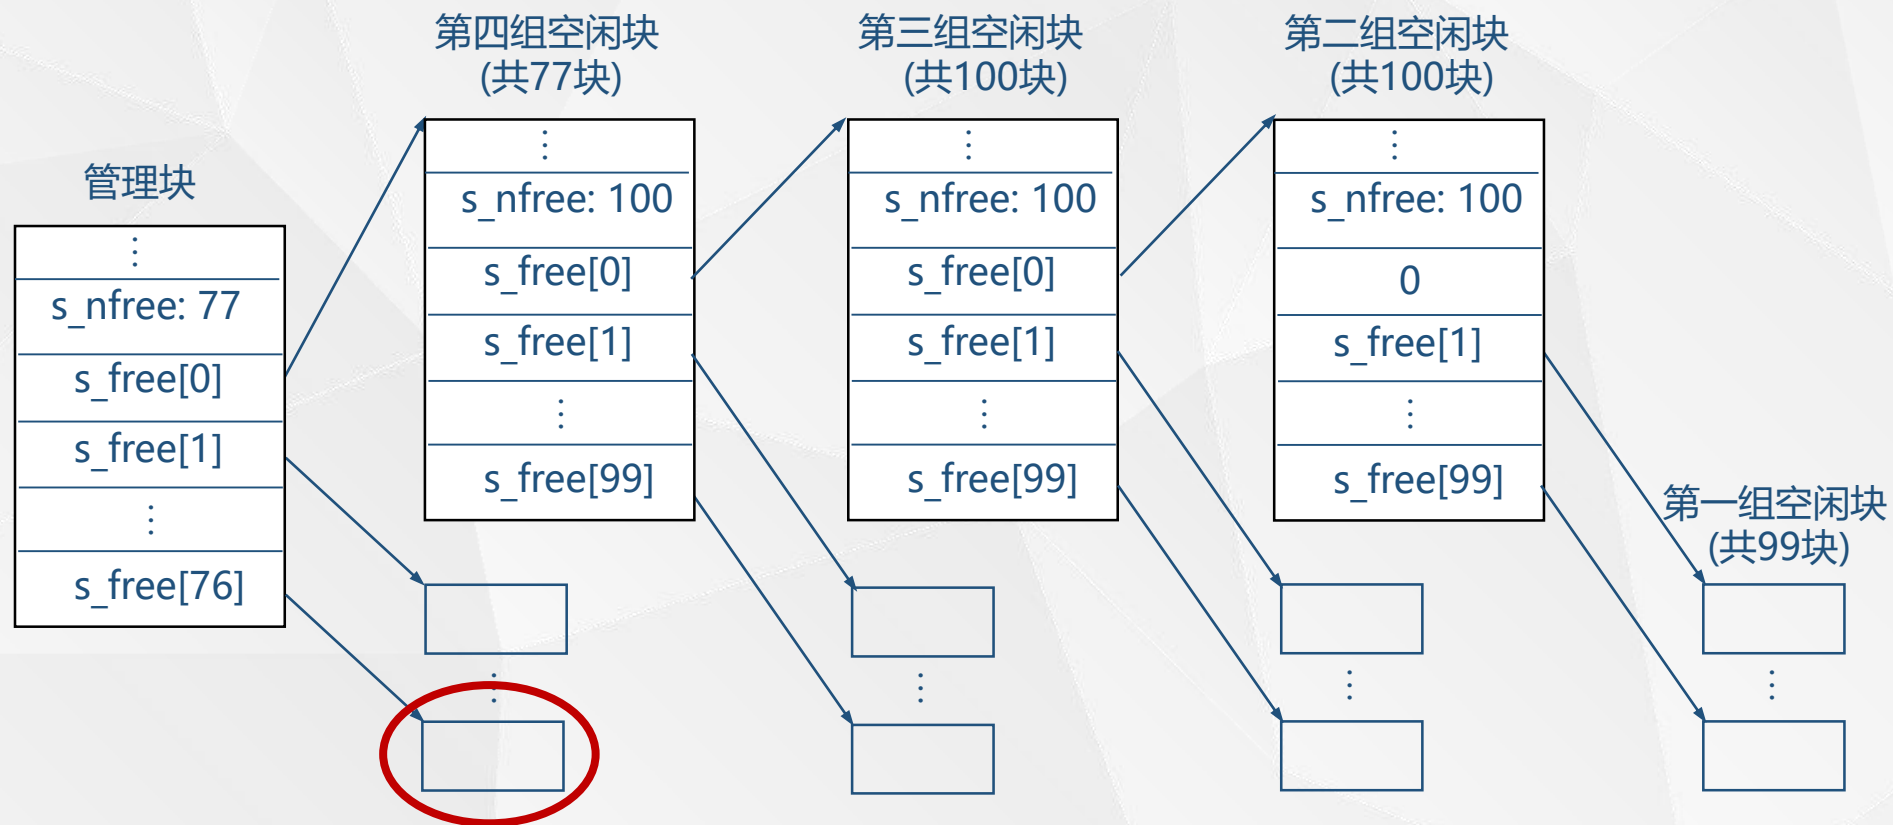 管理块
⋮
s_nfree: 77
s_free[0]
s_free[1]
⋮
s_free[76]
第四组空闲块
(共77块)
⋮
s_nfree: 100
s_free[0]
s_free[1]
⋮
s_free[99]
⋮
第三组空闲块
(共100块)
⋮
s_nfree: 100
s_free[0]
s_free[1]
⋮
s_free[99]
⋮
第二组空闲块
(共100块)
⋮
s_nfree: 100
0
s_free[1]
⋮
s_free[99]
⋮
第一组空闲块
(共99块)
⋮